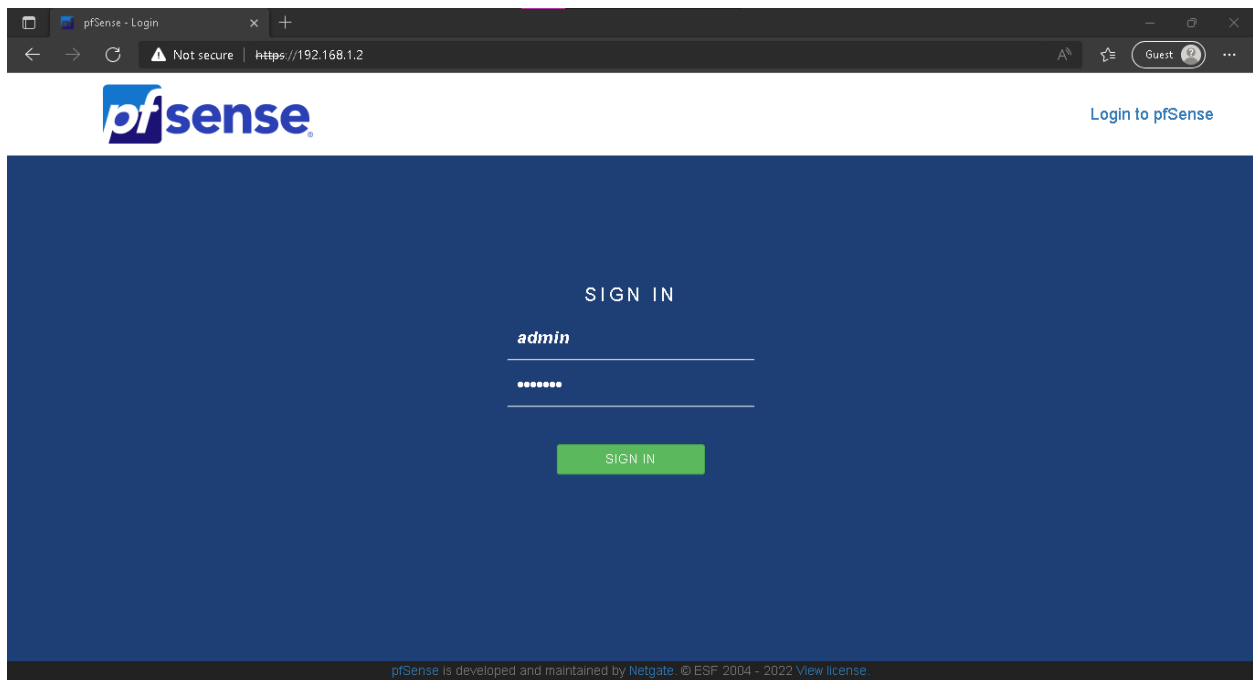 pfSense - Login
Not secure | https://192.168.1.2
Guest
pfsense
Login to pfSense
SIGN IN
admin
•••••••
SIGN IN
pfSense is developed and maintained by Netgate. © ESF 2004 - 2022 View license.